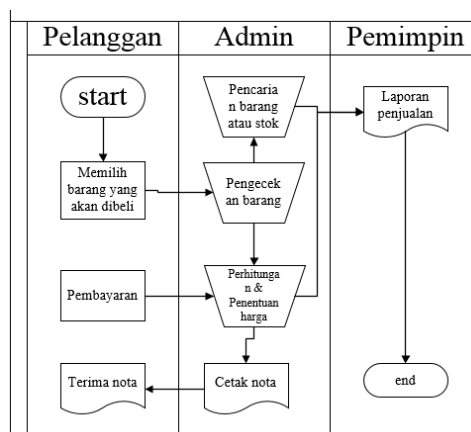 Pelanggan
Admin
Pemimpin
start
Pencaria
n barang
atau stok
Laporan
penjualan
Memilih
barang yang
akan dibeli
Pengecek
an barang
Pembayaran
Perhitunga
n &
Penentuan
harga
Terima nota
Cetak nota
end